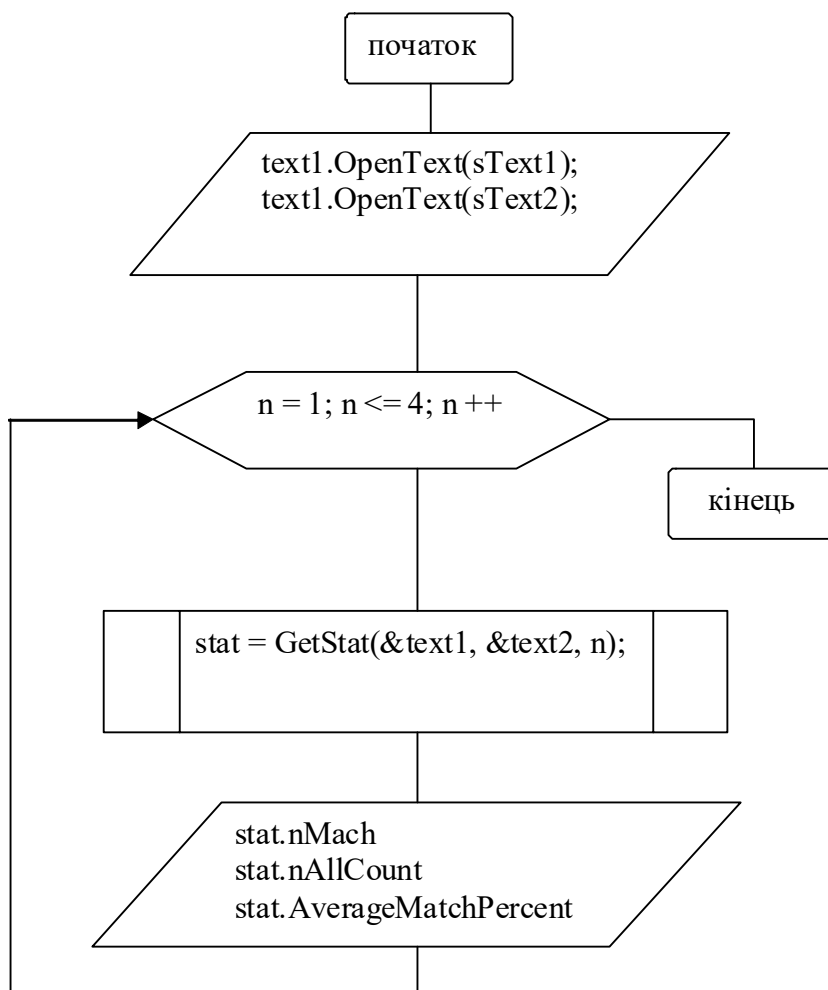 початок
text1.OpenText(sText1);
text1.OpenText(sText2);
n = 1; n <= 4; n ++
кінець
stat = GetStat(&text1, &text2, n);
stat.nMach
stat.nAllCount
stat.AverageMatchPercent